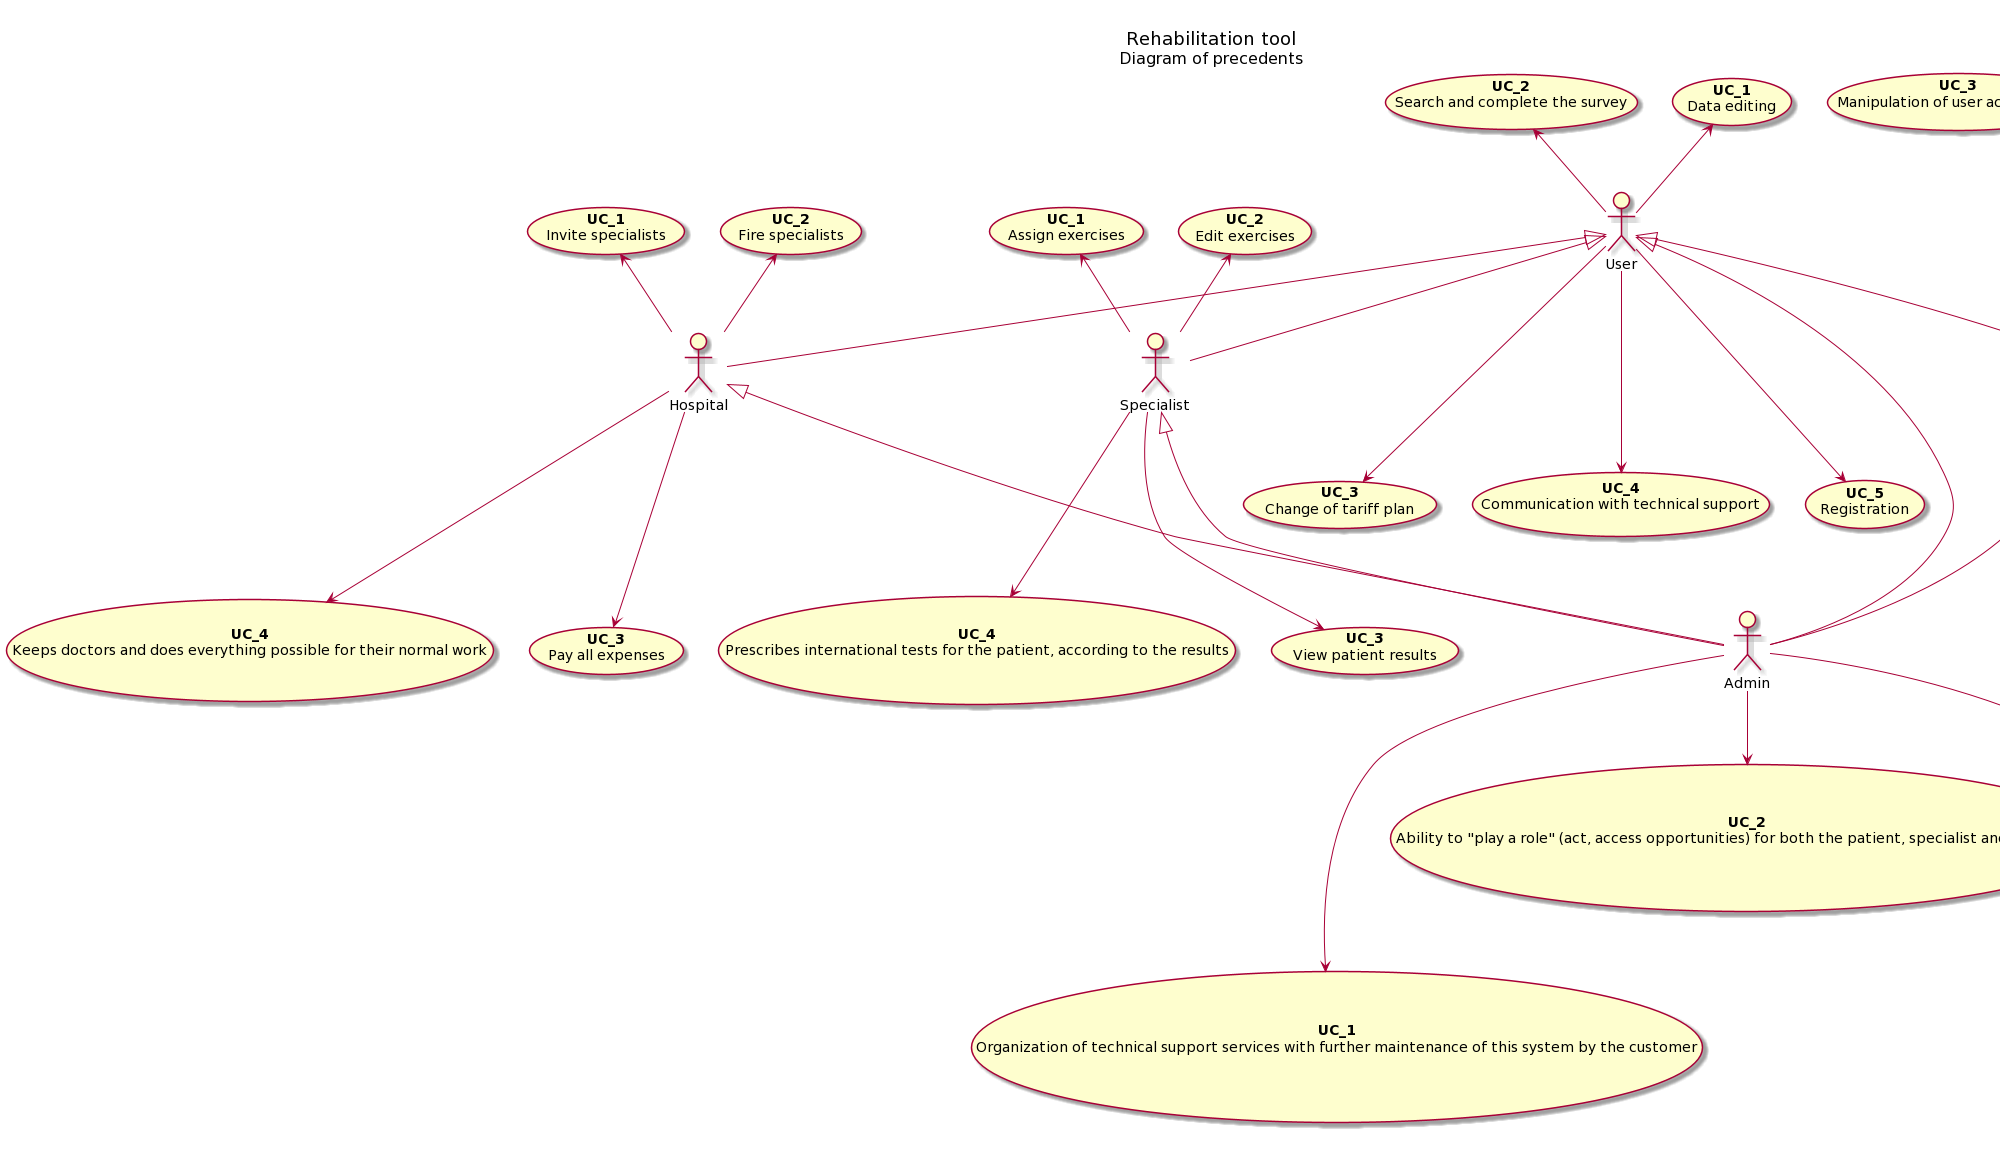 Rehabilitation tool
Diagram of precedents
UC_2
Search and complete the survey
UC_1
Data editing
UC_3
Manipulation of user
UC_1
Invite specialists
UC_2
Fire specialists
UC_1
Assign exercises
UC_2
Edit exercises
User
Hospital
Specialist
UC_3
Change of tariff plan
UC_4
Communication with technical support
UC_5
Registration
UC_4
Keeps doctors and does everything possible for their normal work
UC_3
Pay all expenses
UC_4
Prescribes international tests for the patient, according to the results
UC_3
View patient results
Admin
UC_2
Ability to "play a role" (act, access opportunities) for both the patient, specialist
UC_1
Organization of technical support services with further maintenance of this system by the customer